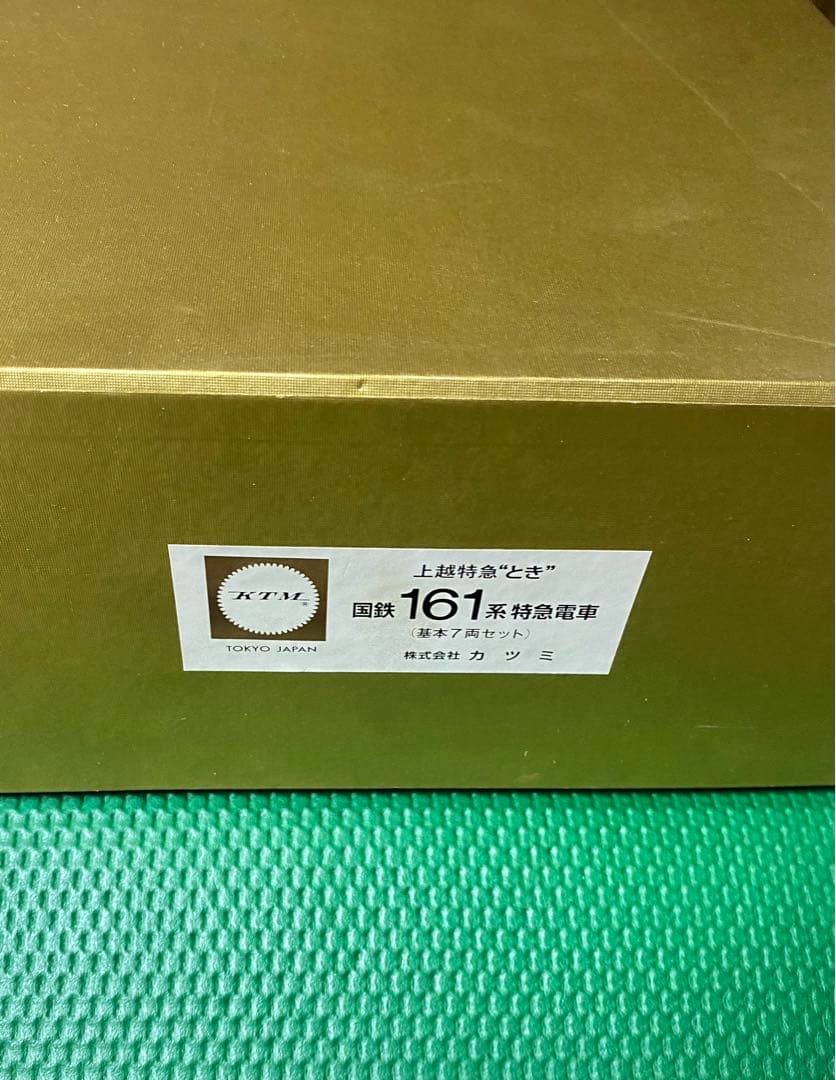 KTM®
TOKYO JAPAN
上越特急“とき”
国鉄161系特急電車
(基本7両セット)
株式会社 カツミ